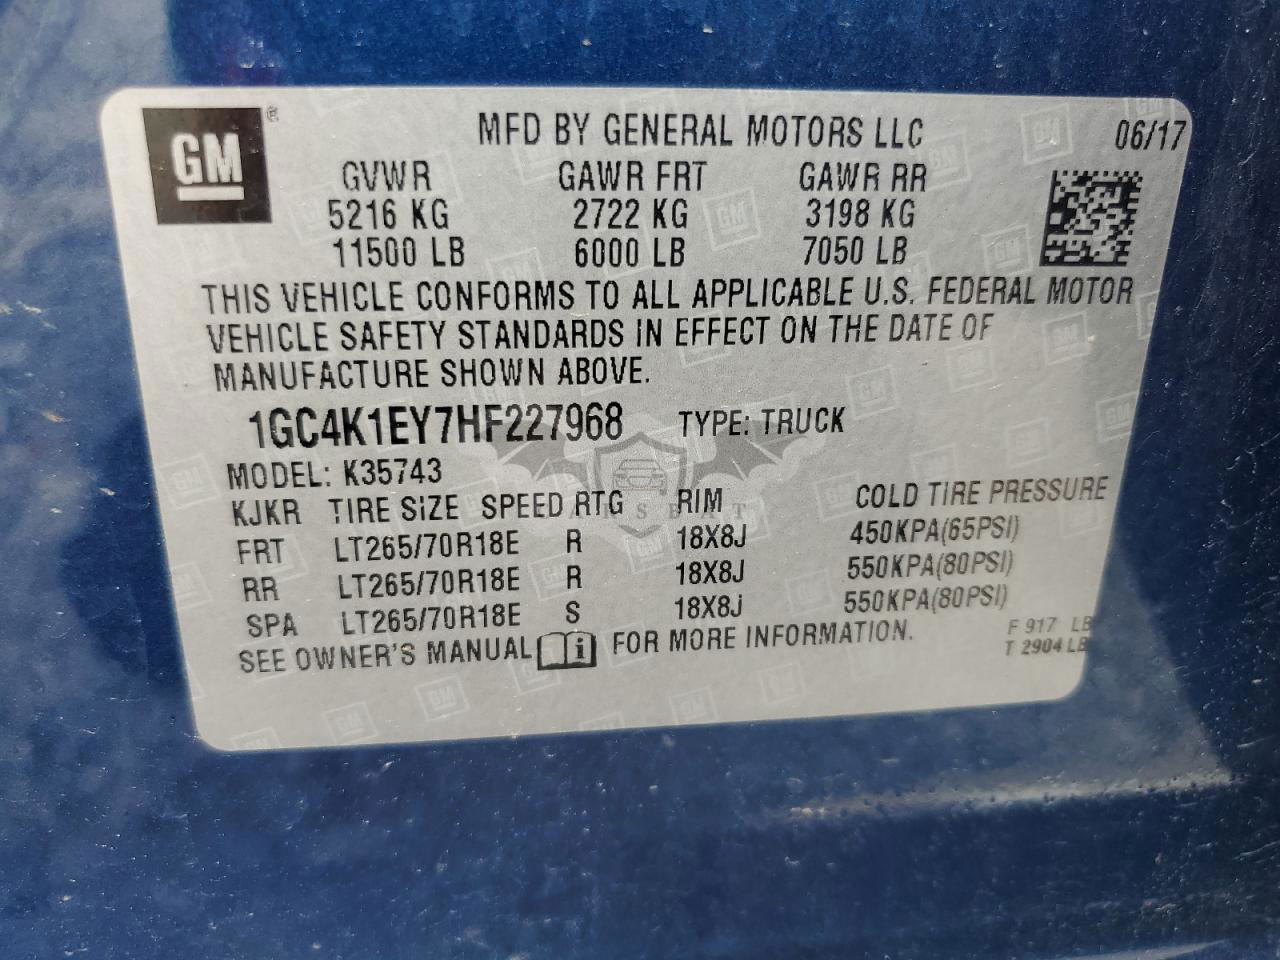 GM ®
MFD BY GENERAL MOTORS LLC 06/17
GVWR GAWR FRT GAWR RR
5216 KG 2722 KG 3198 KG
11500 LB 6000 LB 7050 LB
THIS VEHICLE CONFORMS TO ALL APPLICABLE U.S. FEDERAL MOTOR
VEHICLE SAFETY STANDARDS IN EFFECT ON THE DATE OF
MANUFACTURE SHOWN ABOVE.
1GC4K1EY7HF227968 TYPE: TRUCK
MODEL: K35743
KJKR TIRE SIZE SPEED RTG RIM COLD TIRE PRESSURE
FRT LT265/70R18E R 18X8J 450KPA(65PSI)
RR LT265/70R18E R 18X8J 550KPA(80PSI)
SPA LT265/70R18E S 18X8J 550KPA(80PSI)
SEE OWNER'S MANUAL i FOR MORE INFORMATION.
F 917 LB
T 2904 LB